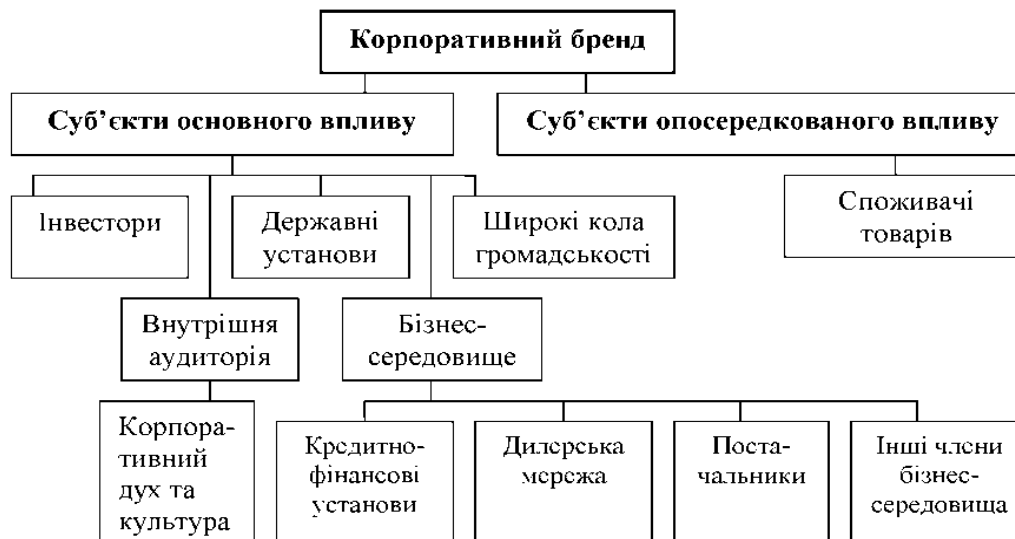 Корпоративний бренд
Суб’єкти основного впливу
Суб’єкти опосередкованого впливу
Інвестори
Державні
установи
Широкі кола
громадськості
Споживачі
товарів
Внутрішня
аудиторія
Бізнес-
середовище
Корпора-
тивний
дух та
культура
Кредитно-
фінансові
установи
Дилерська
мережа
Поста-
чальники
Інші члени
бізнес-
середовища